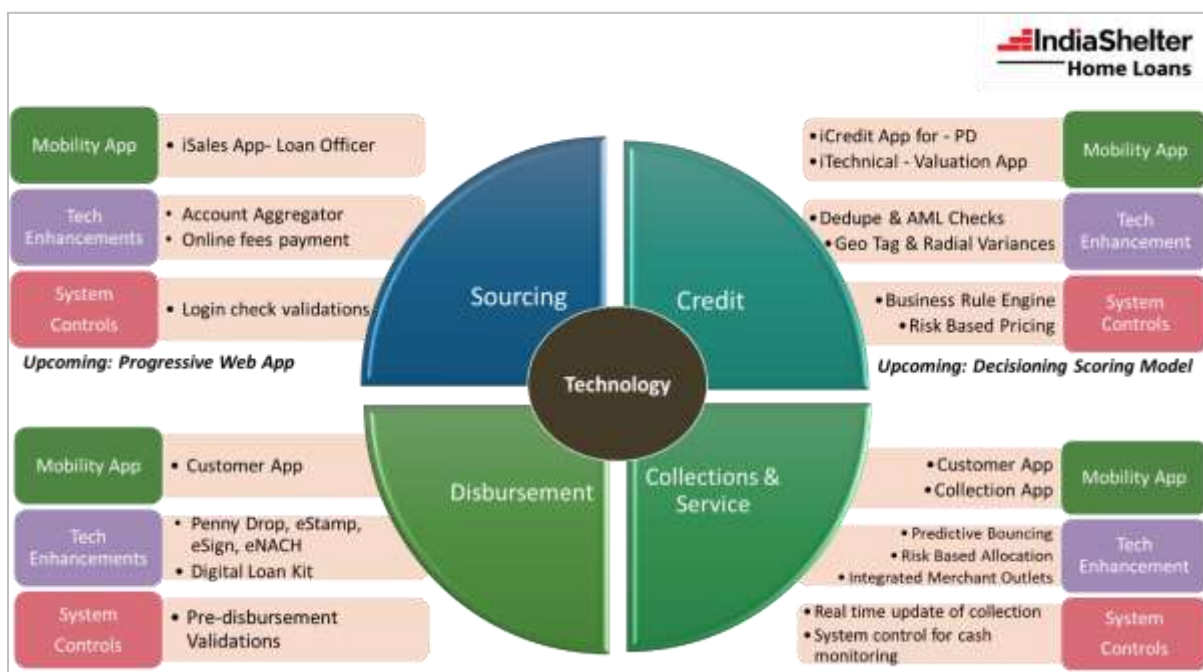 IndiaShelter
Home Loans
Mobility App
• iSales App- Loan Officer
Tech
Enhancements
• Account Aggregator
• Online fees payment
System
Controls
• Login check validations
Upcoming: Progressive Web App
Sourcing
Credit
Technology
Disbursement
Collections &
Service
•iCredit App for - PD
•iTechnical - Valuation App
Mobility App
•Dedupe & AML Checks
•Geo Tag & Radial Variances
Tech
Enhancement
•Business Rule Engine
•Risk Based Pricing
System
Controls
Upcoming: Decisioning Scoring Model
Mobility App
• Customer App
Tech
Enhancements
• Penny Drop, eStamp,
eSign, eNACH
• Digital Loan Kit
System
Controls
• Pre-disbursement
Validations
•Customer App
•Collection App
Mobility App
•Predictive Bouncing
•Risk Based Allocation
•Integrated Merchant Outlets
Tech
Enhancement
•Real time update of collection
•System control for cash
monitoring
System
Controls